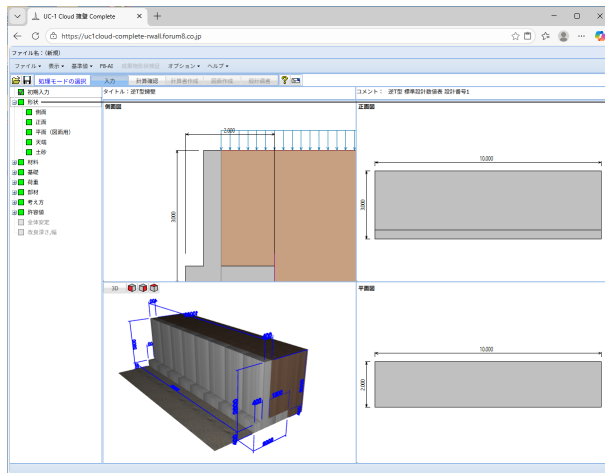 UC-1 Cloud 擁壁 Complete
https://uc1cloud-complete-rwall.forum8.co.jp
ファイル名：(新規)
ファイル 表示 基準値 F8-AI オプション ヘルプ
処理モードの選択 入力 計算確認 計算書作成 図面作成 設計調書
初期入力
形状
側面
正面
平面（図面用）
天端
土砂
材料
基礎
荷重
部材
考え方
許容値
全体安定
タイトル：逆T型擁壁
コメント： 逆T型 標準設計数値表 設計番号1
側面図
2.000
3.000
正面図
10.000
3.000
3D
平面図
10.000
2.000